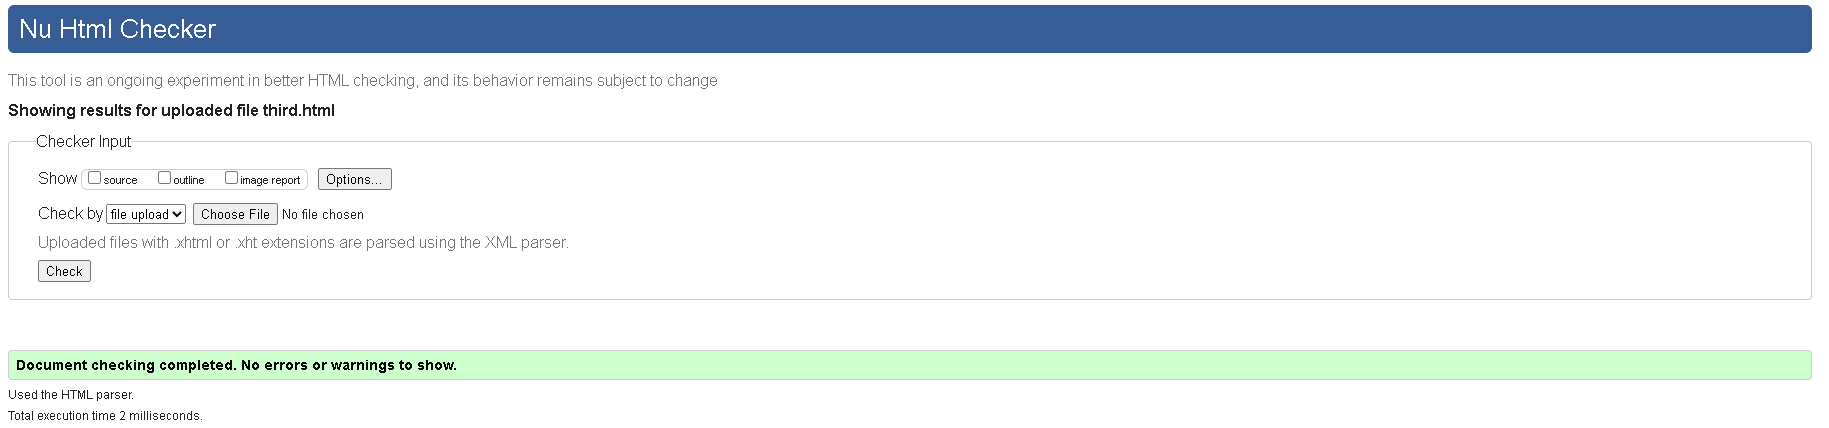 Nu Html Checker
This tool is an ongoing experiment in better HTML checking, and its behavior remains subject to change
Showing results for uploaded file third.html
Checker Input
Show source outline image report Options...
Check by file upload Choose File No file chosen
Uploaded files with .xhtml or .xht extensions are parsed using the XML parser.
Check
Document checking completed. No errors or warnings to show.
Used the HTML parser.
Total execution time 2 milliseconds.